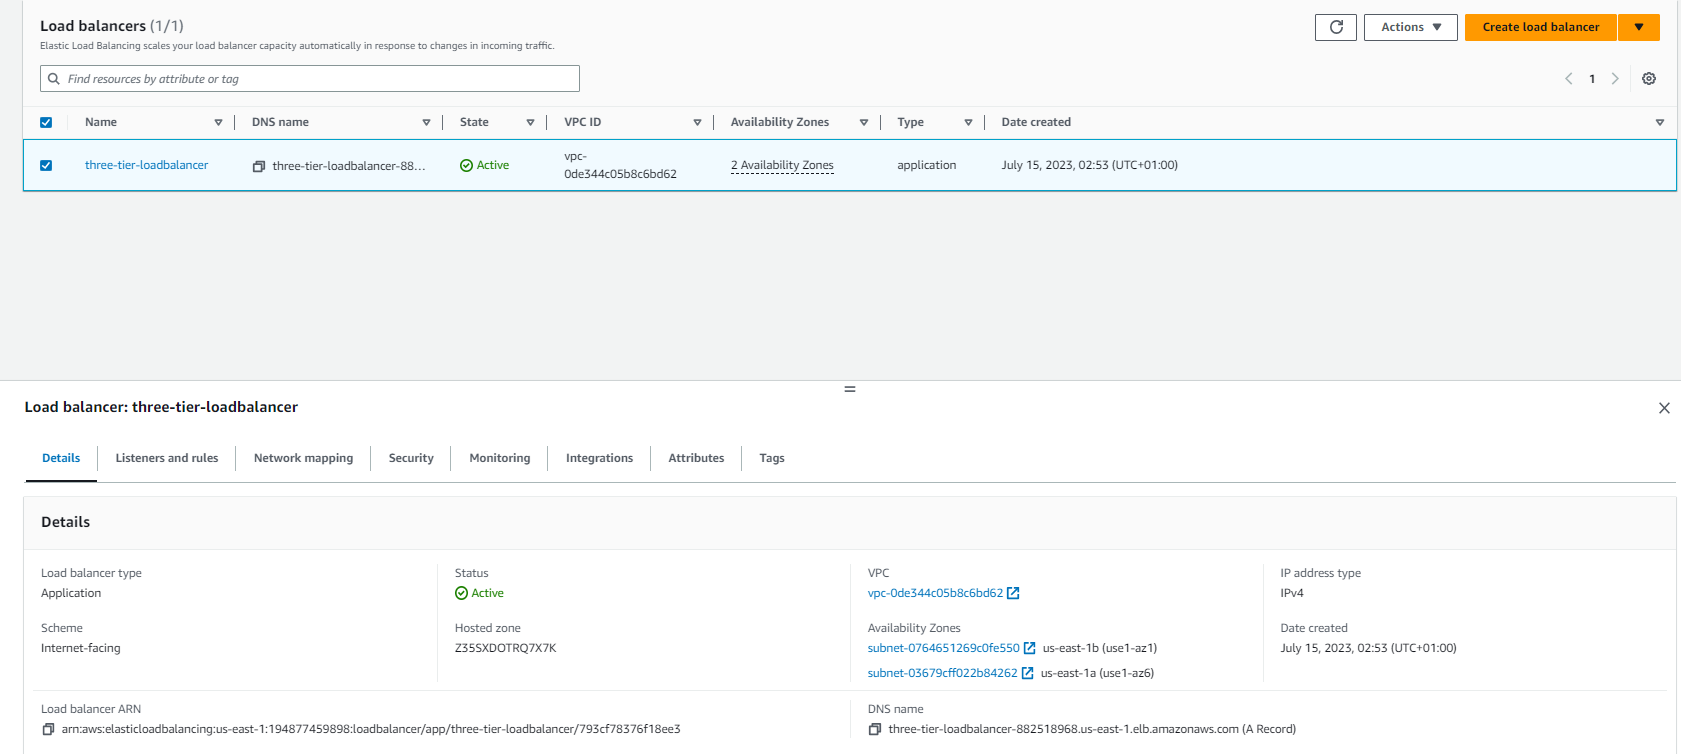 Load balancers (1/1)
Elastic Load Balancing scales your load balancer capacity automatically in response to changes in incoming traffic.
Actions
Create load balancer
Find resources by attribute or tag
1
Name DNS name State VPC ID Availability Zones Type Date created
three-tier-loadbalancer three-tier-loadbalancer-88... Active vpc-0de344c05b8c6bd62 2 Availability Zones application July 15, 2023, 02:53 (UTC+01:00)
Load balancer: three-tier-loadbalancer
Details Listeners and rules Network mapping Security Monitoring Integrations Attributes Tags
Details
Load balancer type Status VPC IP address type
Application Active vpc-0de344c05b8c6bd62 IPv4
Scheme Hosted zone Availability Zones Date created
Internet-facing Z35SXDOTRQ7X7K subnet-0764651269c0fe550 us-east-1b (use1-az1) July 15, 2023, 02:53 (UTC+01:00)
subnet-03679cff022b84262 us-east-1a (use1-az6)
Load balancer ARN DNS name
arn:aws:elasticloadbalancing:us-east-1:194877459898:loadbalancer/app/three-tier-loadbalancer/793cf78376f18ee3 three-tier-loadbalancer-882518968.us-east-1.elb.amazonaws.com (A Record)